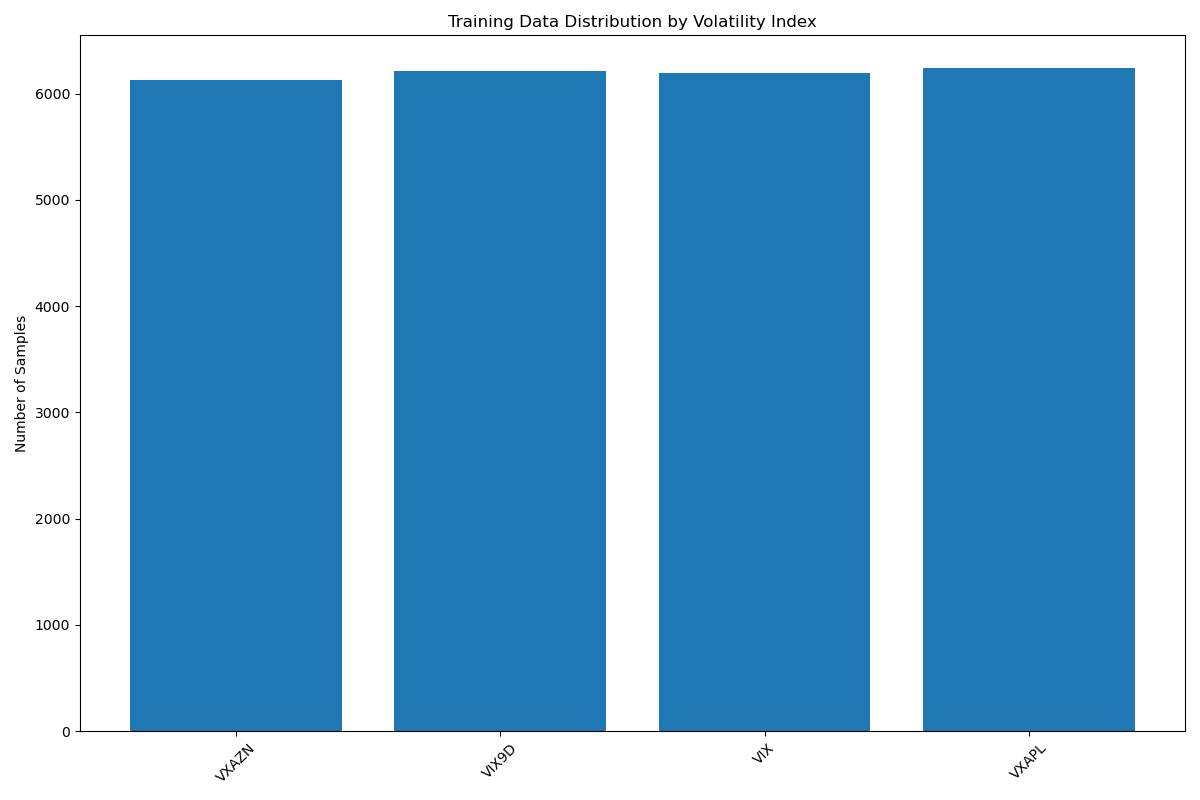 Training Data Distribution by Volatility Index
Number of Samples
6000
5000
4000
3000
2000
1000
0
VXAZN
VIX9D
VIX
VXAPL